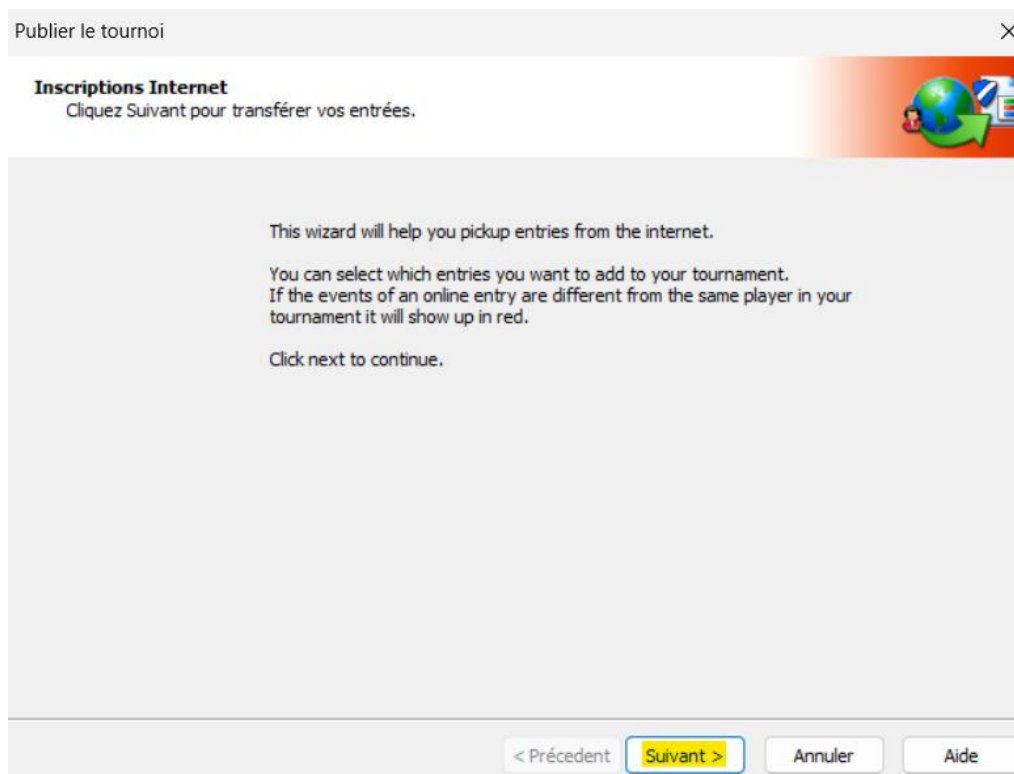 Publier le tournoi
Inscriptions Internet
Cliquez Suivant pour transférer vos entrées.
This wizard will help you pickup entries from the internet.
You can select which entries you want to add to your tournament.
If the events of an online entry are different from the same player in your
tournament it will show up in red.
Click next to continue.
< Précedent
Suivant >
Annuler
Aide